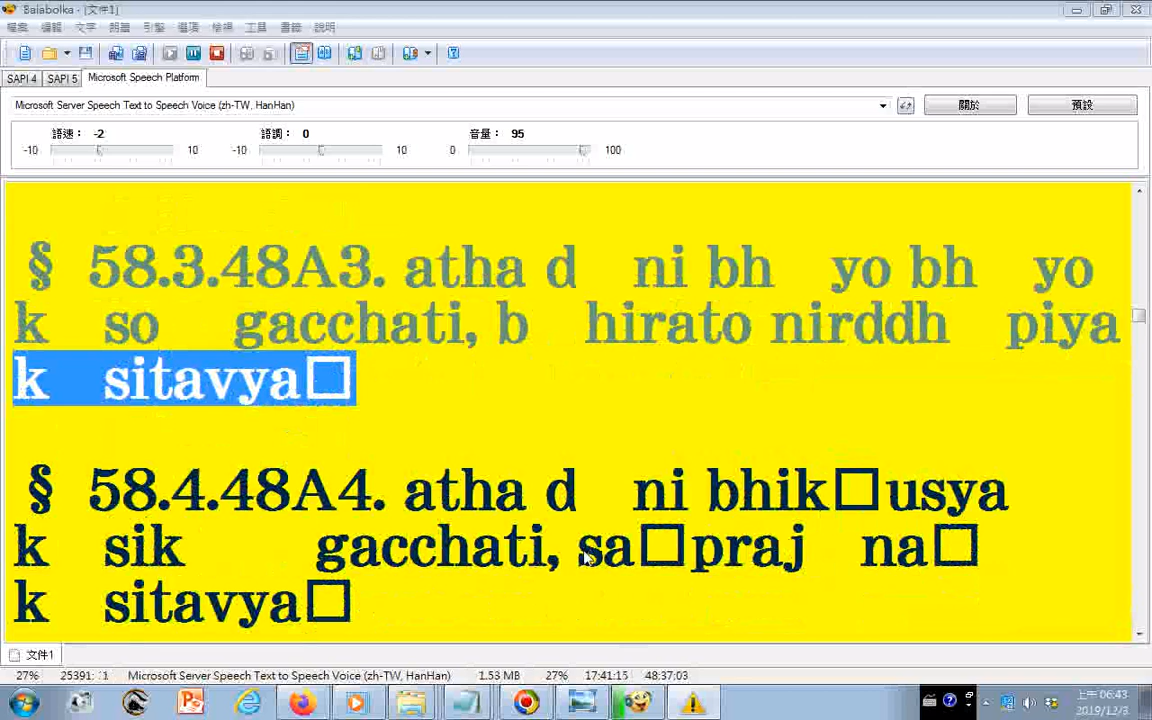 Balabolka - [文件1]
檔案 編輯 文字 朗讀 引擎 選項 檢視 工具 書籤 說明
SAPI 4 SAPI 5 Microsoft Speech Platform
Microsoft Server Speech Text to Speech Voice (zh-TW, HanHan) 關於 預設
語速： -2 語調： 0 音量： 95
-10 10 -10 10 0 100
§ 58.3.48A3. atha d ni bh yo bh yo
k so gacchati, b hirato nirddh piya
k sitavya□
§ 58.4.48A4. atha d ni bhik□usya
k sik gacchati, sa□praj na□
k sitavya□
文件1
27% 25391: :1 Microsoft Server Speech Text to Speech Voice (zh-TW, HanHan) 1.53 MB 27% 17:41:15 48:37:03
上午 06:43
2019/12/3